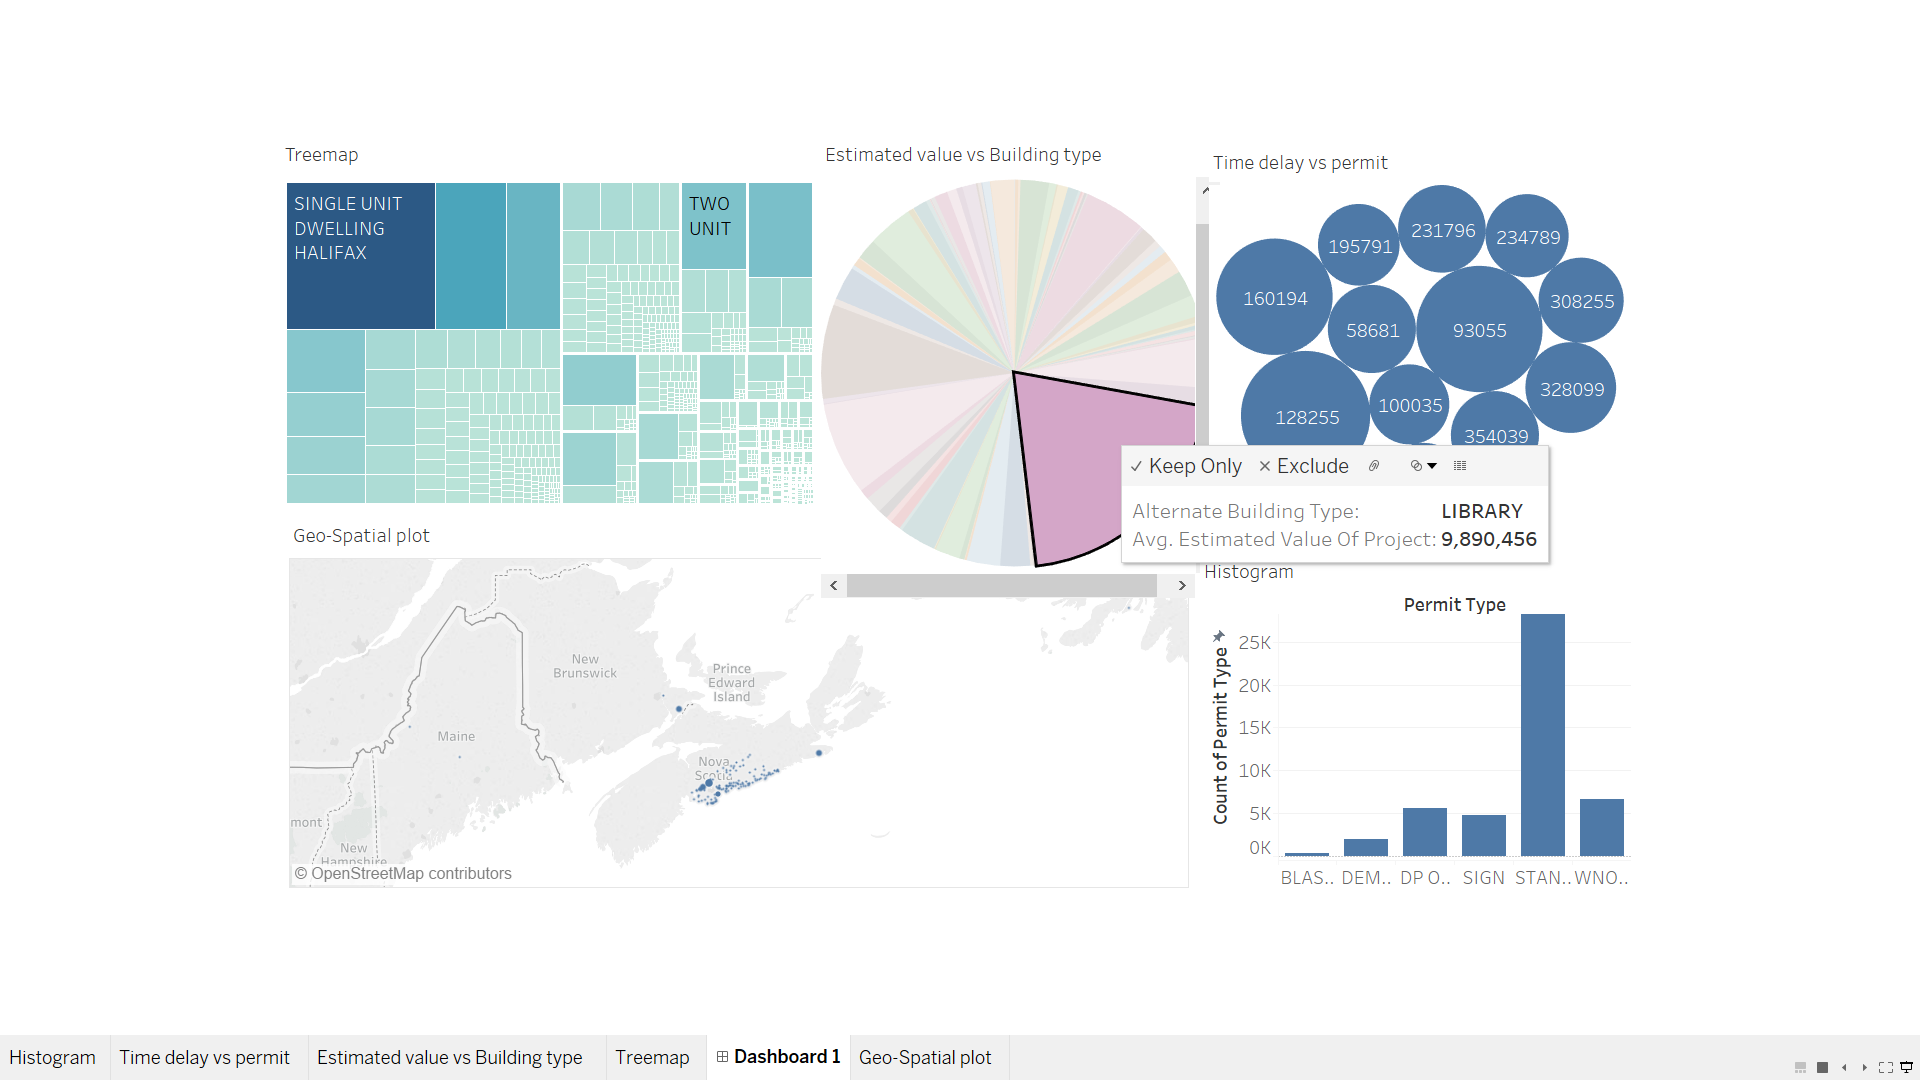 Treemap
SINGLE UNIT
DWELLING
HALIFAX
TWO
UNIT
Estimated value vs Building type
Time delay vs permit
195791
231796
234789
160194
308255
58681
93055
328099
100035
128255
354039
✓ Keep Only × Exclude
Alternate Building Type: LIBRARY
Avg. Estimated Value Of Project: 9,890,456
Geo-Spatial plot
New
Brunswick
Prince
Edward
Island
Maine
Nova
Scotia
mont
New
Hampshire
© OpenStreetMap contributors
Histogram
Permit Type
Count of Permit Type
25K
20K
15K
10K
5K
0K
BLAS.. DEM.. DP O.. SIGN STAN.. WNO..
Histogram Time delay vs permit Estimated value vs Building type Treemap Dashboard 1 Geo-Spatial plot